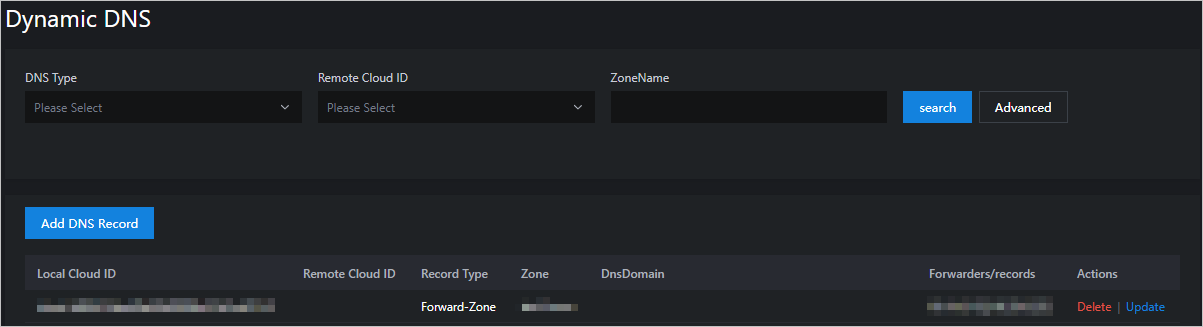 Dynamic DNS
DNS Type Remote Cloud ID ZoneName
Please Select Please Select search Advanced
Add DNS Record
Local Cloud ID Remote Cloud ID Record Type Zone DnsDomain Forwarders/records Actions
Forward-Zone Delete | Update